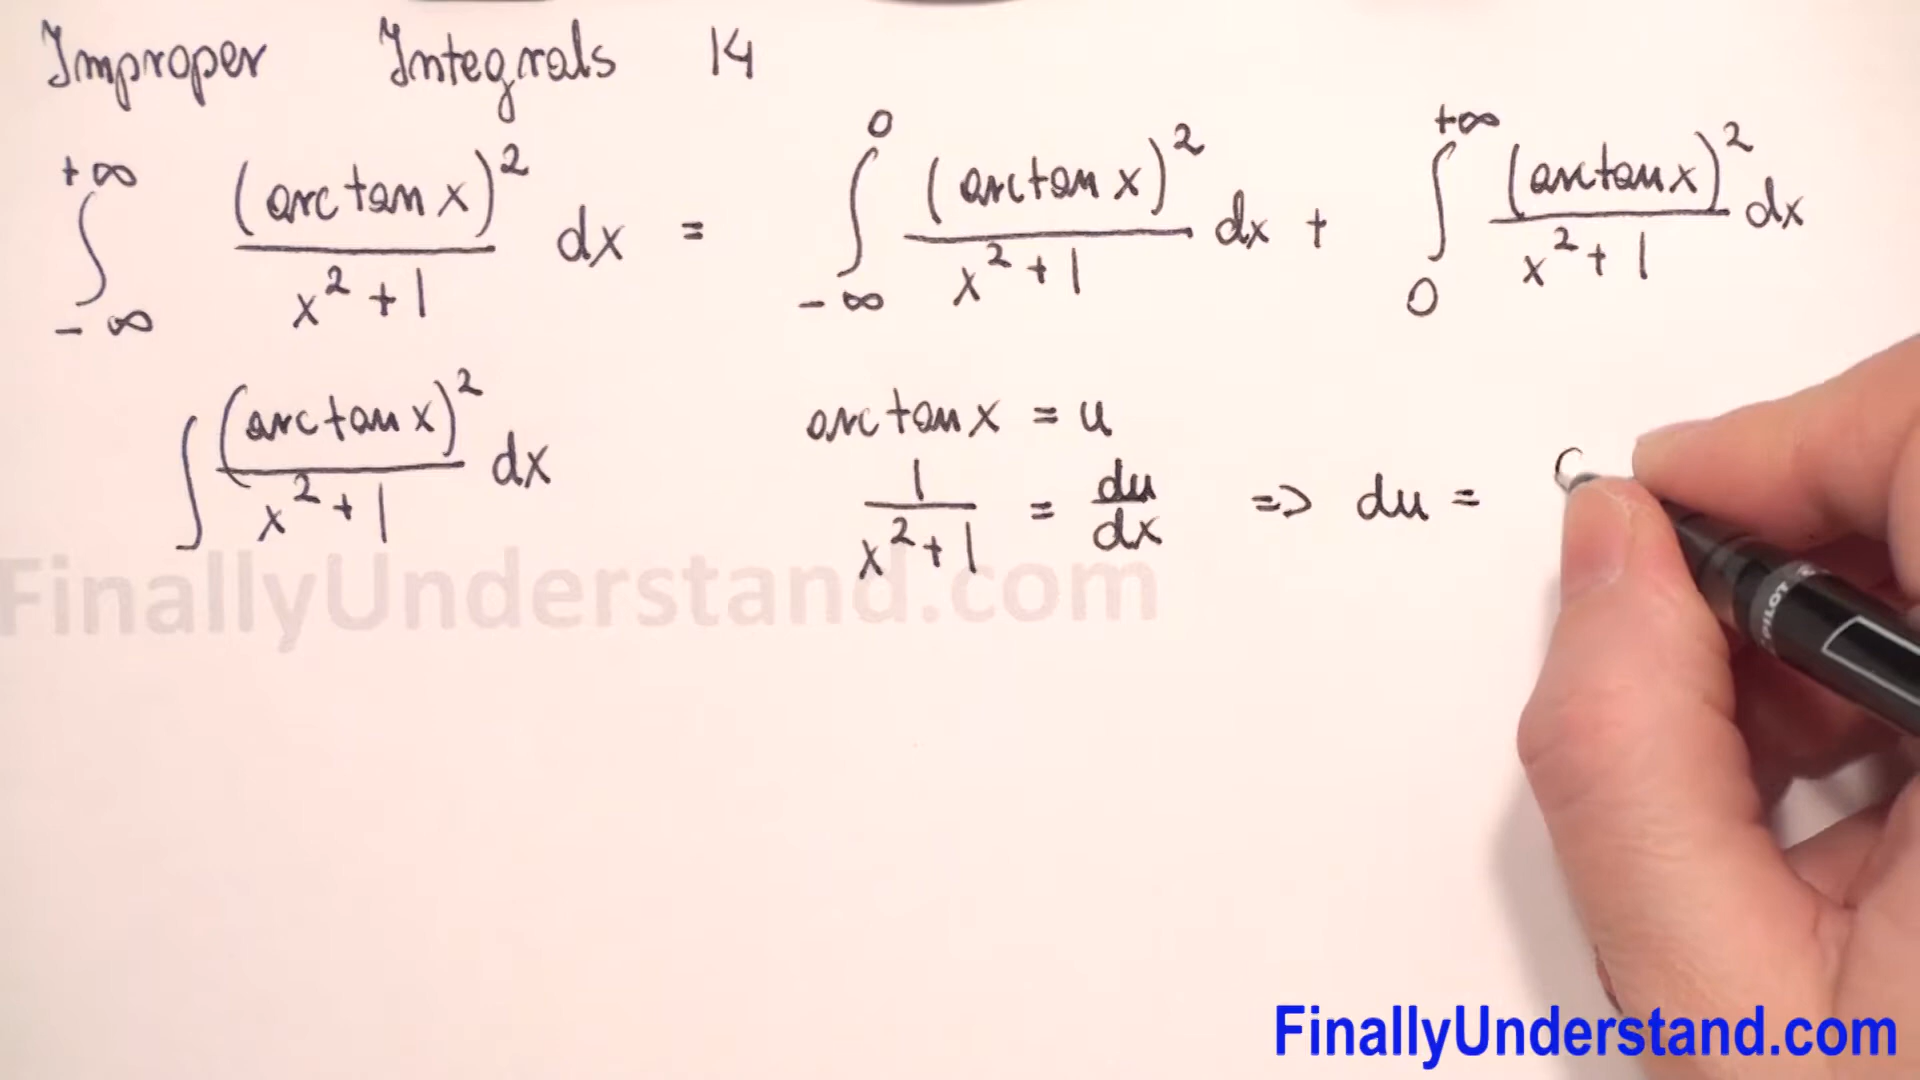 Improper Integrals 14
∫_{-∞}^{+∞} (arctan x)² / (x² + 1) dx = ∫_{-∞}^{0} (arctan x)² / (x² + 1) dx + ∫_{0}^{+∞} (arctan x)² / (x² + 1) dx
∫ (arctan x)² / (x² + 1) dx
arctan x = u
1 / (x² + 1) = du / dx => du =
FinallyUnderstand.com
PILOT
FinallyUnderstand.com